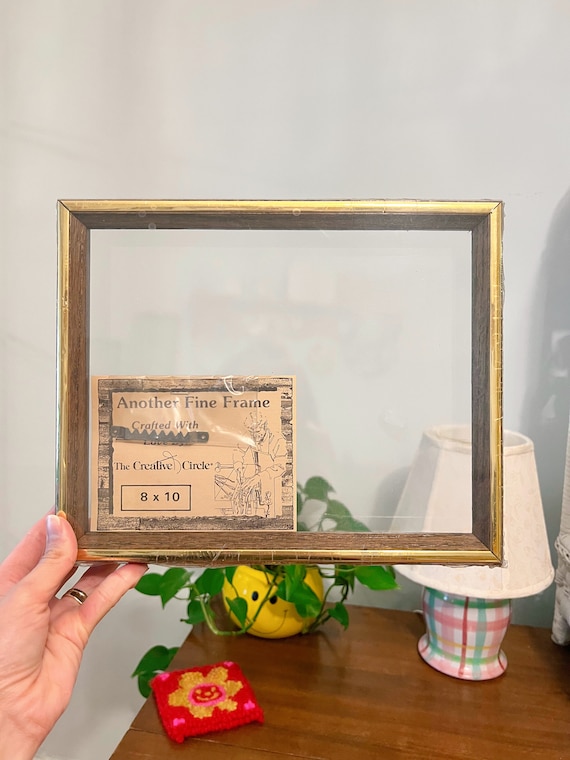 Another Fine Frame
Crafted With
The Creative Circle
8 x 10